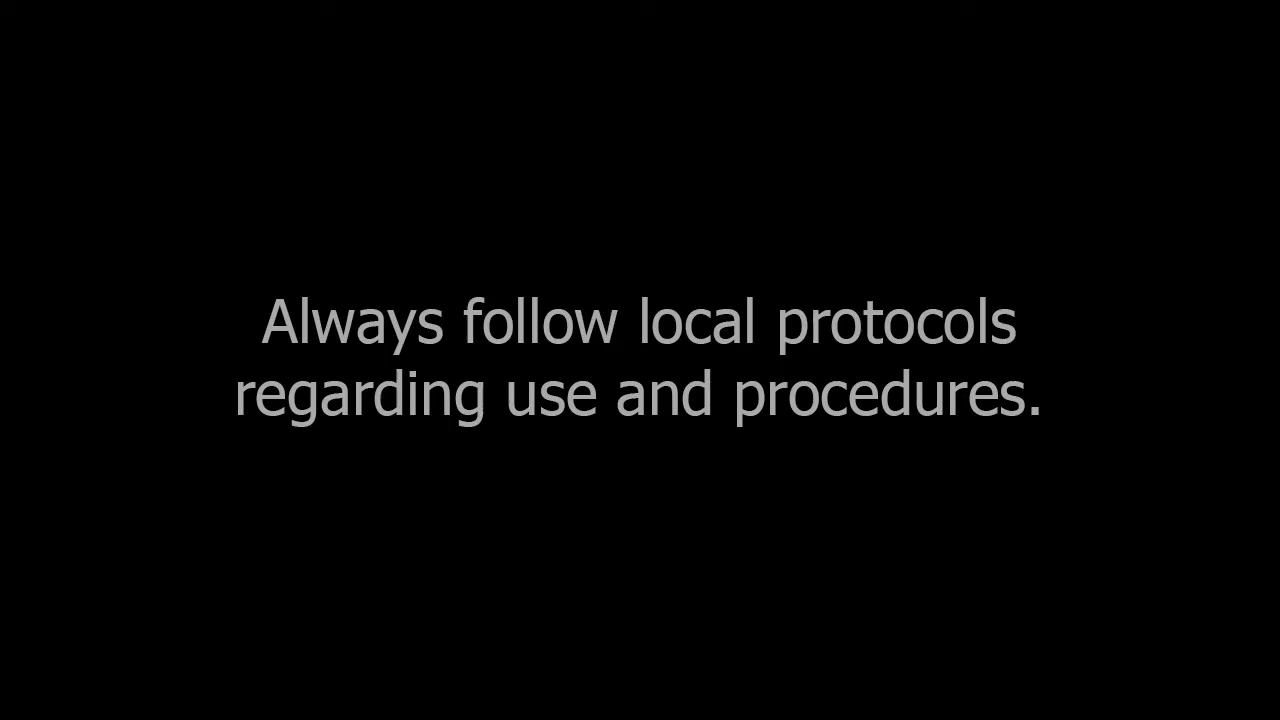 Always follow local protocols
regarding use and procedures.